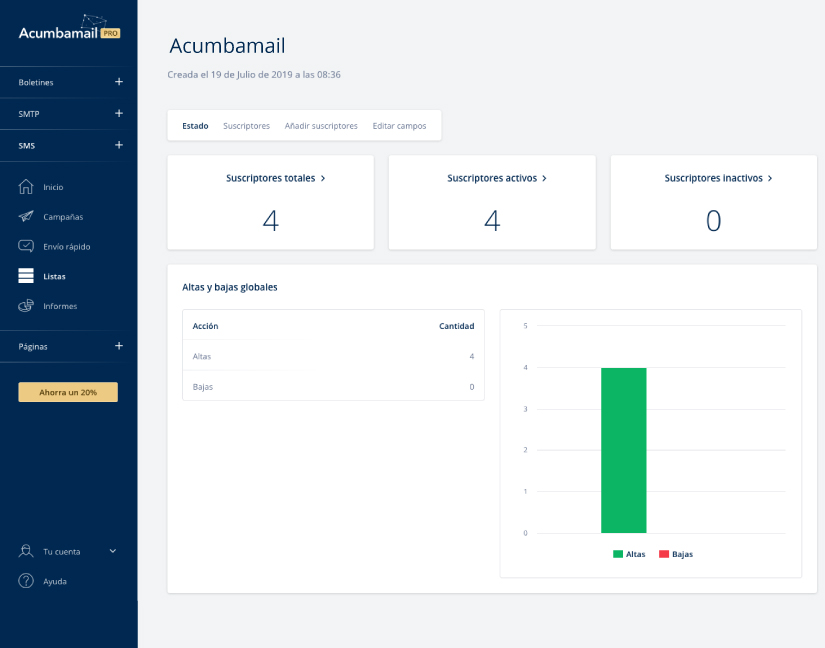 Acumbamail PRO
Boletines +
SMTP +
SMS +
Inicio
Campañas
Envío rápido
Listas
Informes
Páginas +
Ahorra un 20%
Tu cuenta
Ayuda
Acumbamail
Creada el 19 de Julio de 2019 a las 08:36
Estado Suscriptores Añadir suscriptores Editar campos
Suscriptores totales >
4
Suscriptores activos >
4
Suscriptores inactivos >
0
Altas y bajas globales
Acción Cantidad
Altas 4
Bajas 0
5
4
3
2
1
0
Altas Bajas